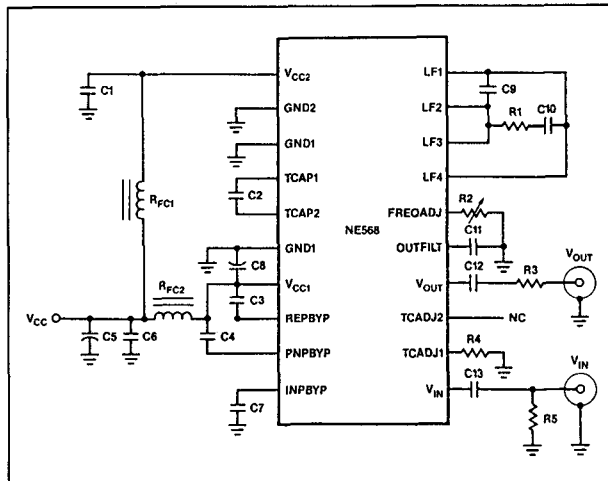 VCC2
GND2
GND1
TCAP1
TCAP2
GND1
VCC1
REPBYP
PNPBYP
INPBYP
NE568
LF1
LF2
LF3
LF4
FREQADJ
OUTFILT
VOUT
TCADJ2
TCADJ1
VIN
C1
RFC1
C2
C8
RFC2
C3
VCC
C5
C6
C4
C7
C9
R1
C10
R2
C11
C12
R3
VOUT
NC
R4
VIN
C13
R5